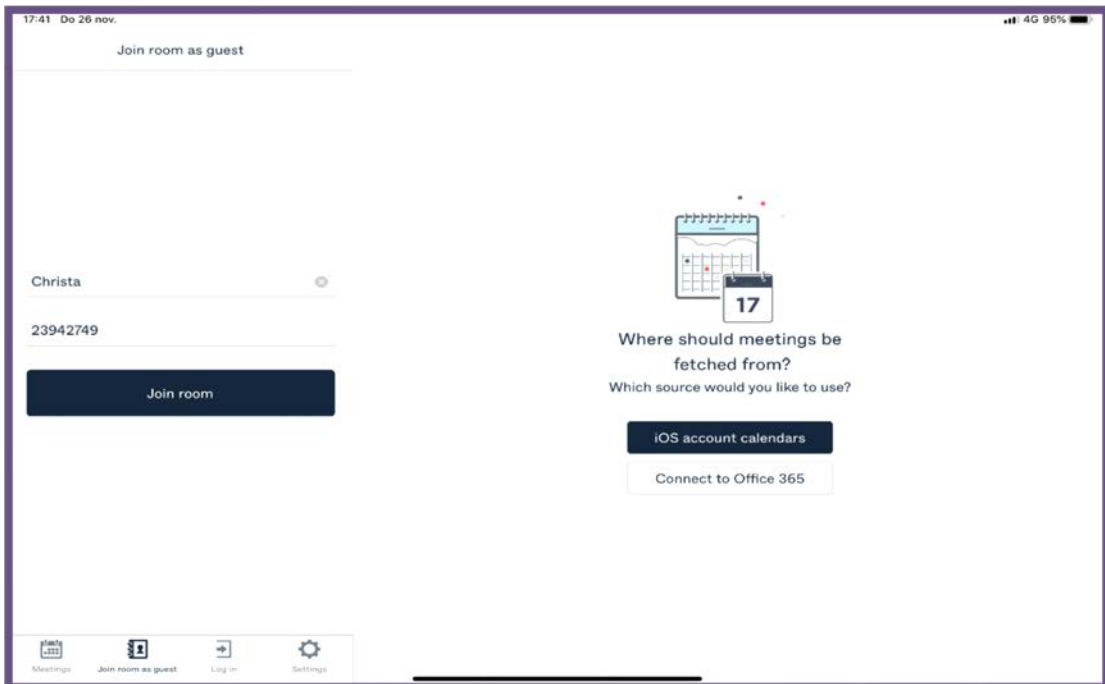 17:41 Do 26 nov.
4G 95%
Join room as guest
Christa
23942749
Join room
17
Where should meetings be
fetched from?
Which source would you like to use?
iOS account calendars
Connect to Office 365
Meetings
Join room as guest
Log in
Settings